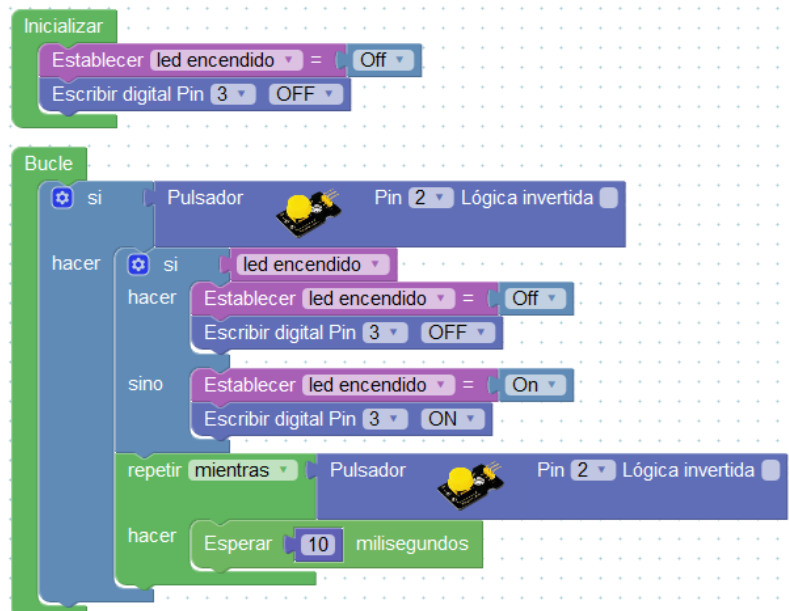 Inicializar
Establecer led encendido = Off
Escribir digital Pin 3 OFF
Bucle
si Pulsador Pin 2 Lógica invertida
hacer si led encendido
hacer Establecer led encendido = Off
Escribir digital Pin 3 OFF
sino Establecer led encendido = On
Escribir digital Pin 3 ON
repetir mientras Pulsador Pin 2 Lógica invertida
hacer Esperar 10 milisegundos